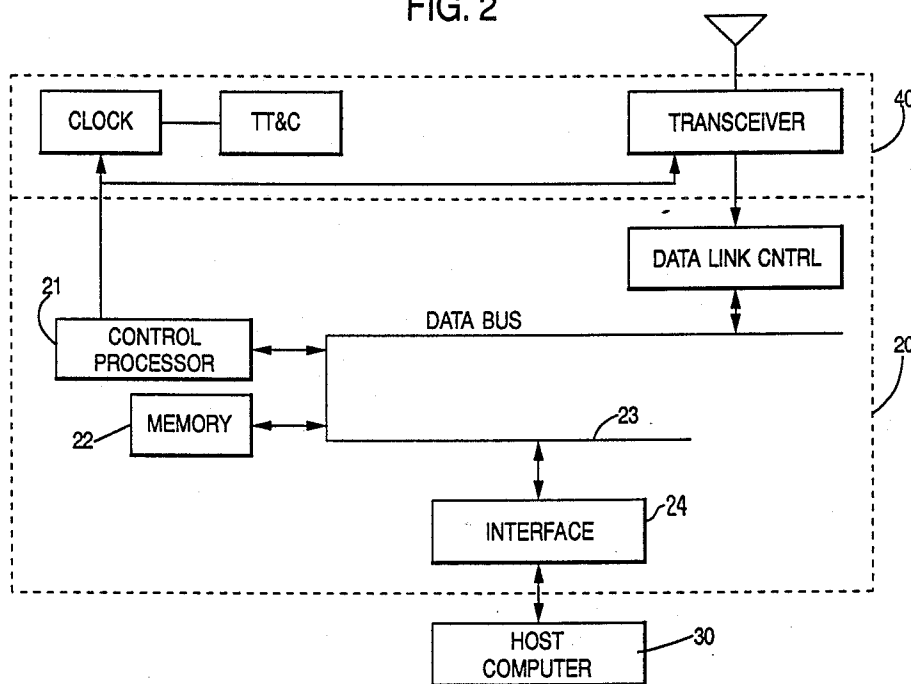 FIG. 2
CLOCK
TT&C
TRANSCEIVER
40
DATA LINK CNTRL
21
CONTROL
PROCESSOR
DATA BUS
20
22
MEMORY
23
24
INTERFACE
HOST
COMPUTER
30